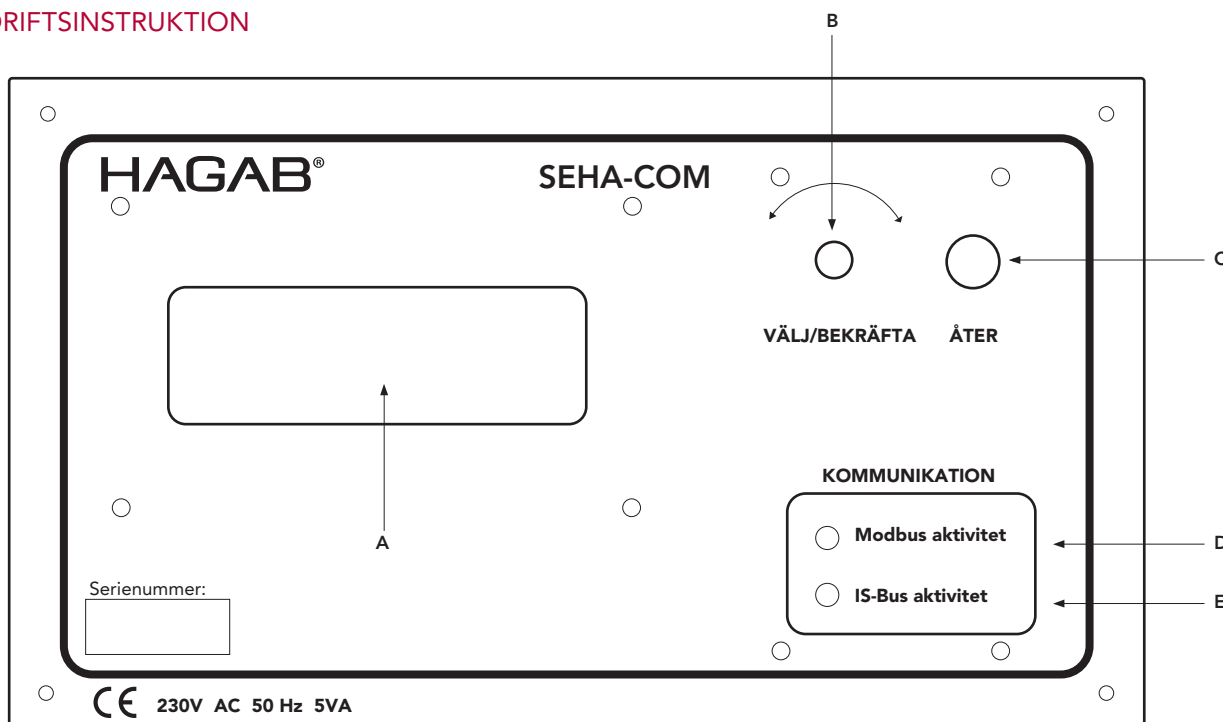 DRIFTSINSTRUKTION
B
HAGAB®
SEHA-COM
C
VÄLJ/BEKRÄFTA
ÅTER
KOMMUNIKATION
Modbus aktivitet
D
A
IS-Bus aktivitet
E
Serienummer:
CE 230V AC 50 Hz 5VA